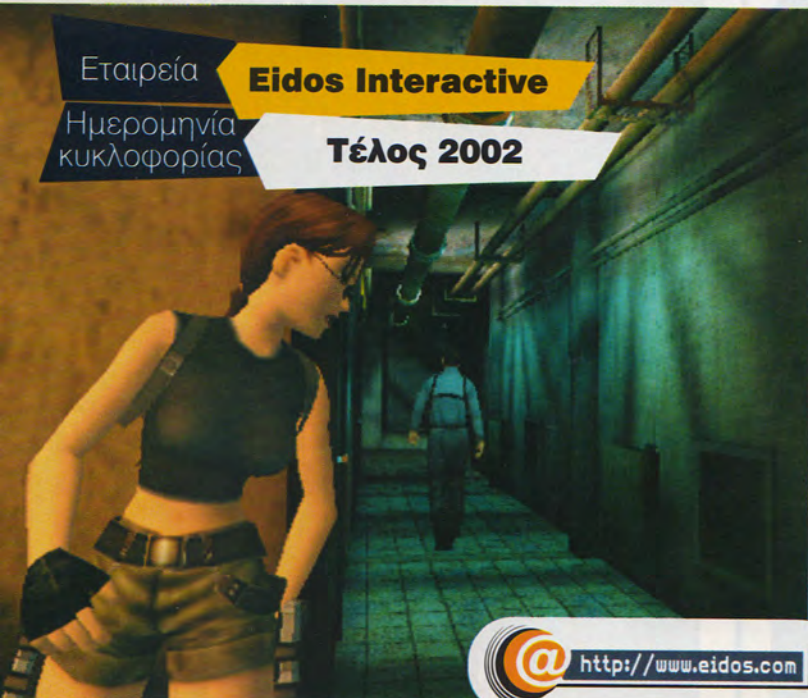 Εταιρεία
Eidos Interactive
Ημερομηνία
κυκλοφορίας
Τέλος 2002
@ http://www.eidos.com